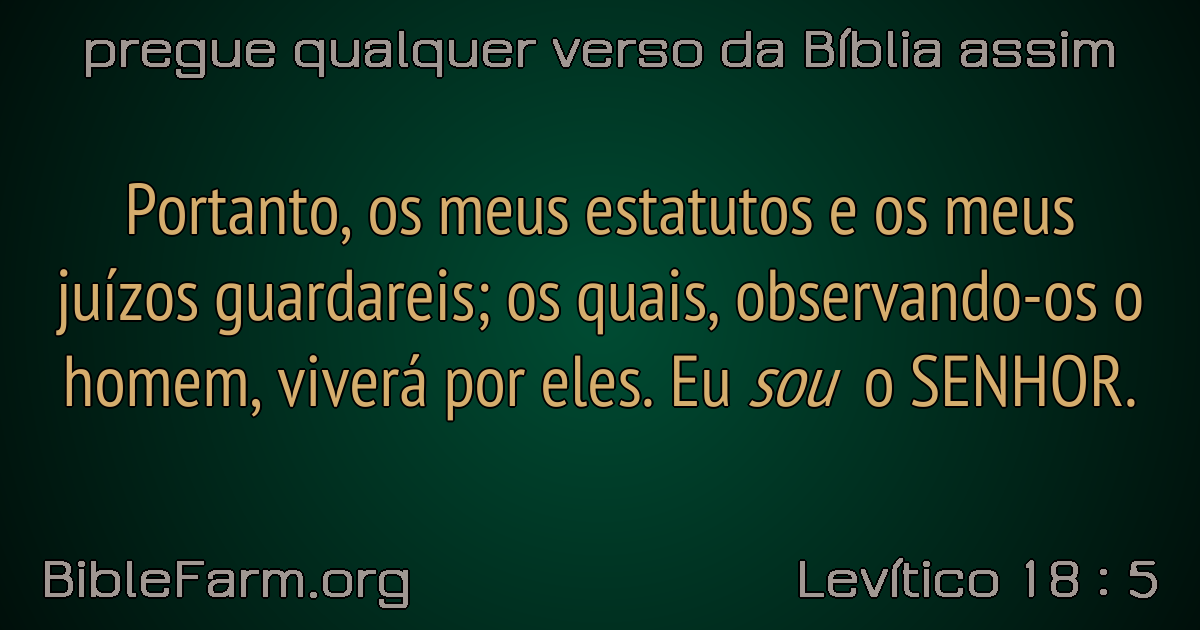 pregue qualquer verso da Bíblia assim
Portanto, os meus estatutos e os meus
juízos guardareis; os quais, observando-os o
homem, viverá por eles. Eu sou o SENHOR.
BibleFarm.org
Levítico 18 : 5